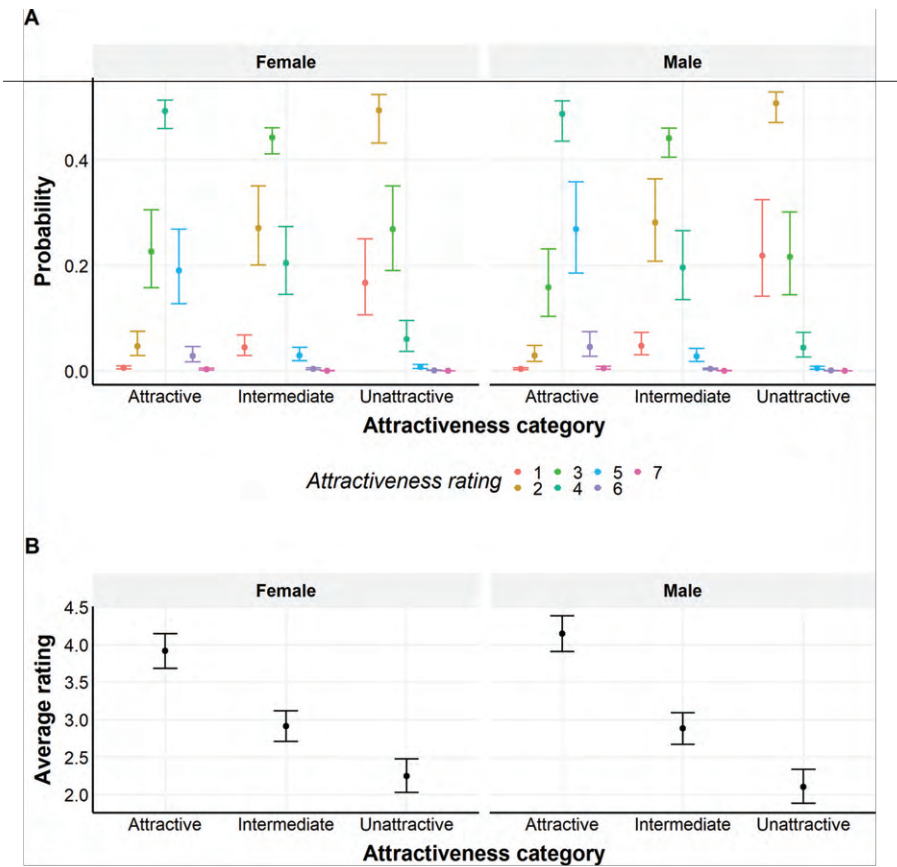 A
Female Male
0.4
0.2
0.0
Probability
Attractive Intermediate Unattractive Attractive Intermediate Unattractive
Attractiveness category
Attractiveness rating
1 3 5 7
2 4 6
B
Female Male
4.5
4.0
3.5
3.0
2.5
2.0
Average rating
Attractive Intermediate Unattractive Attractive Intermediate Unattractive
Attractiveness category